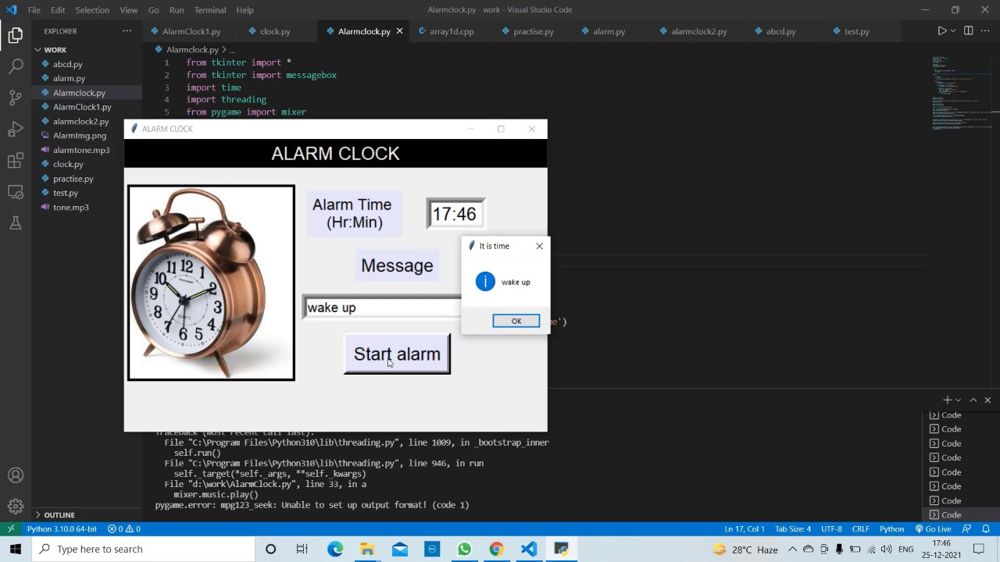 File Edit Selection View Go Run Terminal Help
Alarmclock.py - work - Visual Studio Code
EXPLORER
AlarmClock1.py clock.py Alarmclock.py array1d.cpp practise.py alarm.py alarmclock2.py abcd.py test.py
WORK
abcd.py
alarm.py
Alarmclock.py
AlarmClock1.py
alarmclock2.py
AlarmImg.png
alarmtone.mp3
clock.py
practise.py
test.py
tone.mp3
Alarmclock.py > ...
1 from tkinter import *
2 from tkinter import messagebox
3 import time
4 import threading
5 from pygame import mixer
ALARM CLOCK
ALARM CLOCK
12 1 2 3 4 5 6 7 8 9 10 11
QUARTZ
Alarm Time
(Hr:Min)
17:46
Message
wake up
Start alarm
It is time
wake up
OK
')
Traceback (most recent call last):
File "C:\Program Files\Python310\lib\threading.py", line 1009, in _bootstrap_inner
self.run()
File "C:\Program Files\Python310\lib\threading.py", line 946, in run
self._target(*self._args, **self._kwargs)
File "d:\work\AlarmClock.py", line 33, in a
mixer.music.play()
pygame.error: mpg123_seek: Unable to set up output format! (code 1)
Code
Code
Code
Code
Code
Code
Code
Code
OUTLINE
Python 3.10.0 64-bit 0 0 Ln 17, Col 1 Tab Size: 4 UTF-8 CRLF Python Go Live
Type here to search
28°C Haze
ENG
17:46
25-12-2021